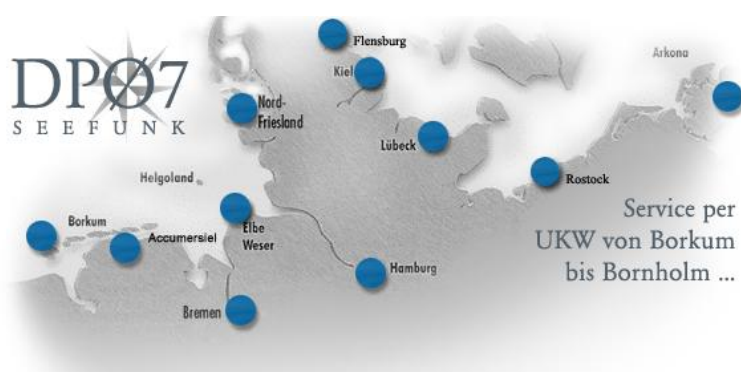 DPØ7
SEEFUNK
Flensburg
Kiel
Arkona
Nord-
Friesland
Lübeck
Helgoland
Rostock
Borkum
Accumersiel
Elbe
Weser
Hamburg
Bremen
Service per
UKW von Borkum
bis Bornholm ...